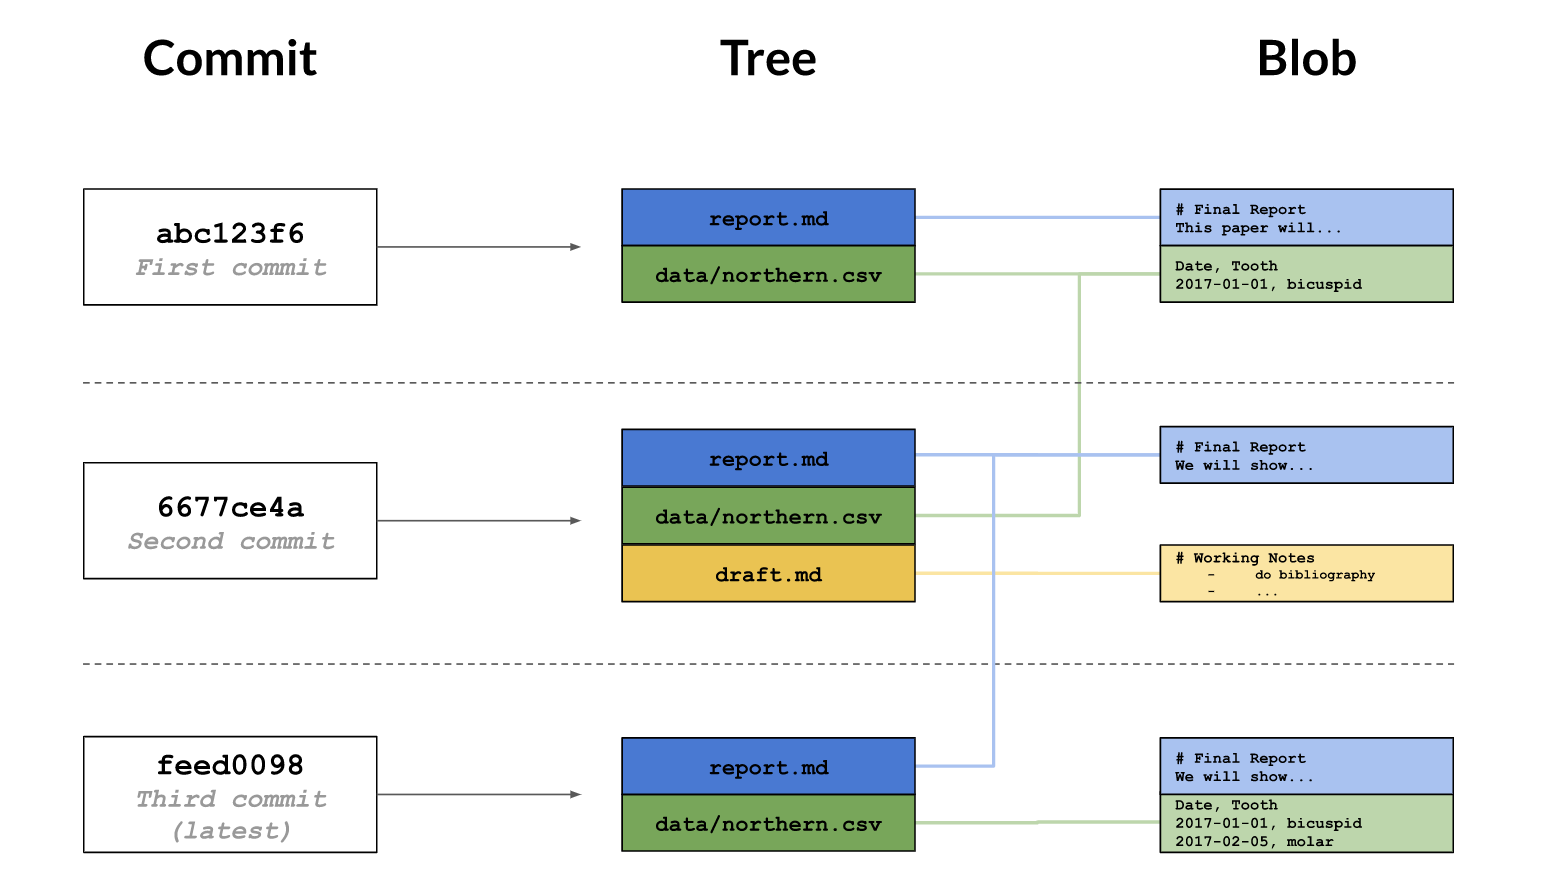 Commit
Tree
Blob
abc123f6
First commit
report.md
data/northern.csv
# Final Report
This paper will...
Date, Tooth
2017-01-01, bicuspid
6677ce4a
Second commit
report.md
data/northern.csv
draft.md
# Final Report
We will show...
# Working Notes
- do bibliography
- ...
feed0098
Third commit
(latest)
report.md
data/northern.csv
# Final Report
We will show...
Date, Tooth
2017-01-01, bicuspid
2017-02-05, molar